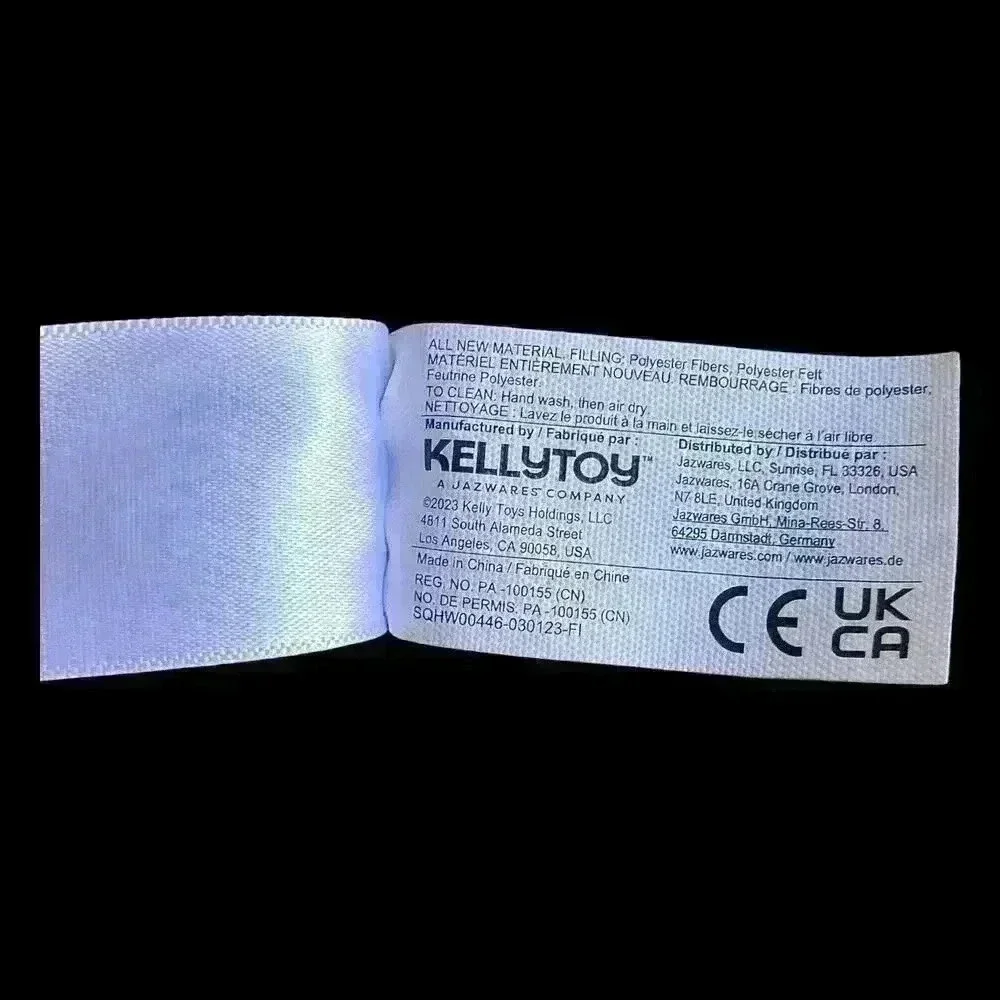 ALL NEW MATERIAL, FILLING: Polyester Fibers, Polyester Felt
MATÉRIEL ENTIÈREMENT NOUVEAU. REMBOURRAGE : Fibres de polyester,
Feutrine Polyester
TO CLEAN: Hand wash, then air dry
NETTOYAGE : Lavez le produit à la main et laissez-le sécher à l'air libre
Manufactured by / Fabriqué par :
KELLYTOY™
A JAZWARES COMPANY
©2023 Kelly Toys Holdings, LLC
4811 South Alameda Street
Los Angeles, CA 90058, USA
Distributed by / Distribué par :
Jazwares, LLC, Sunrise, FL 33326, USA
Jazwares, 16A Crane Grove, London,
N7 8LE, United Kingdom
Jazwares GmbH, Mina-Rees-Str. 8,
64295 Darmstadt, Germany
www.jazwares.com / www.jazwares.de
Made in China / Fabriqué en Chine
REG. NO. PA -100155 (CN)
NO. DE PERMIS. PA -100155 (CN)
SQHW00446-030123-FI
CE
UK
CA